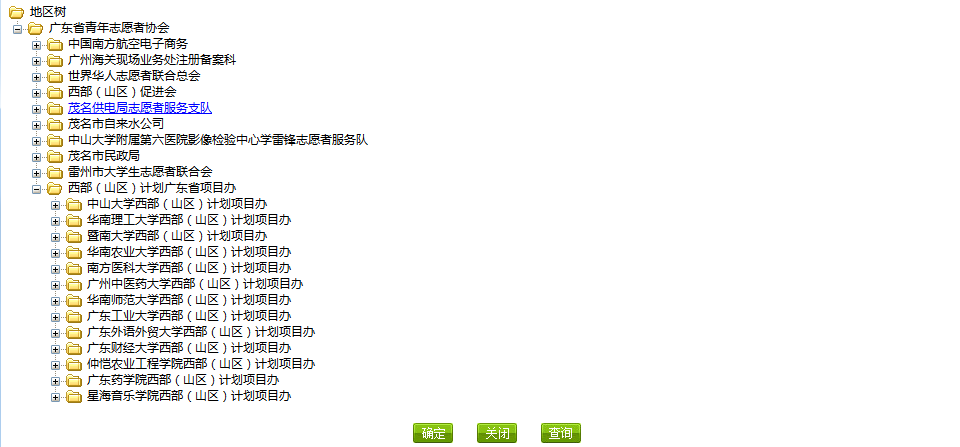 地区树
广东省青年志愿者协会
中国南方航空电子商务
广州海关现场业务处注册备案科
世界华人志愿者联合总会
西部（山区）促进会
茂名供电局志愿者服务支队
茂名市自来水公司
中山大学附属第六医院影像检验中心学雷锋志愿者服务队
茂名市民政局
雷州市大学生志愿者联合会
西部（山区）计划广东省项目办
中山大学西部（山区）计划项目办
华南理工大学西部（山区）计划项目办
暨南大学西部（山区）计划项目办
华南农业大学西部（山区）计划项目办
南方医科大学西部（山区）计划项目办
广州中医药大学西部（山区）计划项目办
华南师范大学西部（山区）计划项目办
广东工业大学西部（山区）计划项目办
广东外语外贸大学西部（山区）计划项目办
广东财经大学西部（山区）计划项目办
仲恺农业工程学院西部（山区）计划项目办
广东药学院西部（山区）计划项目办
星海音乐学院西部（山区）计划项目办
确定 关闭 查询